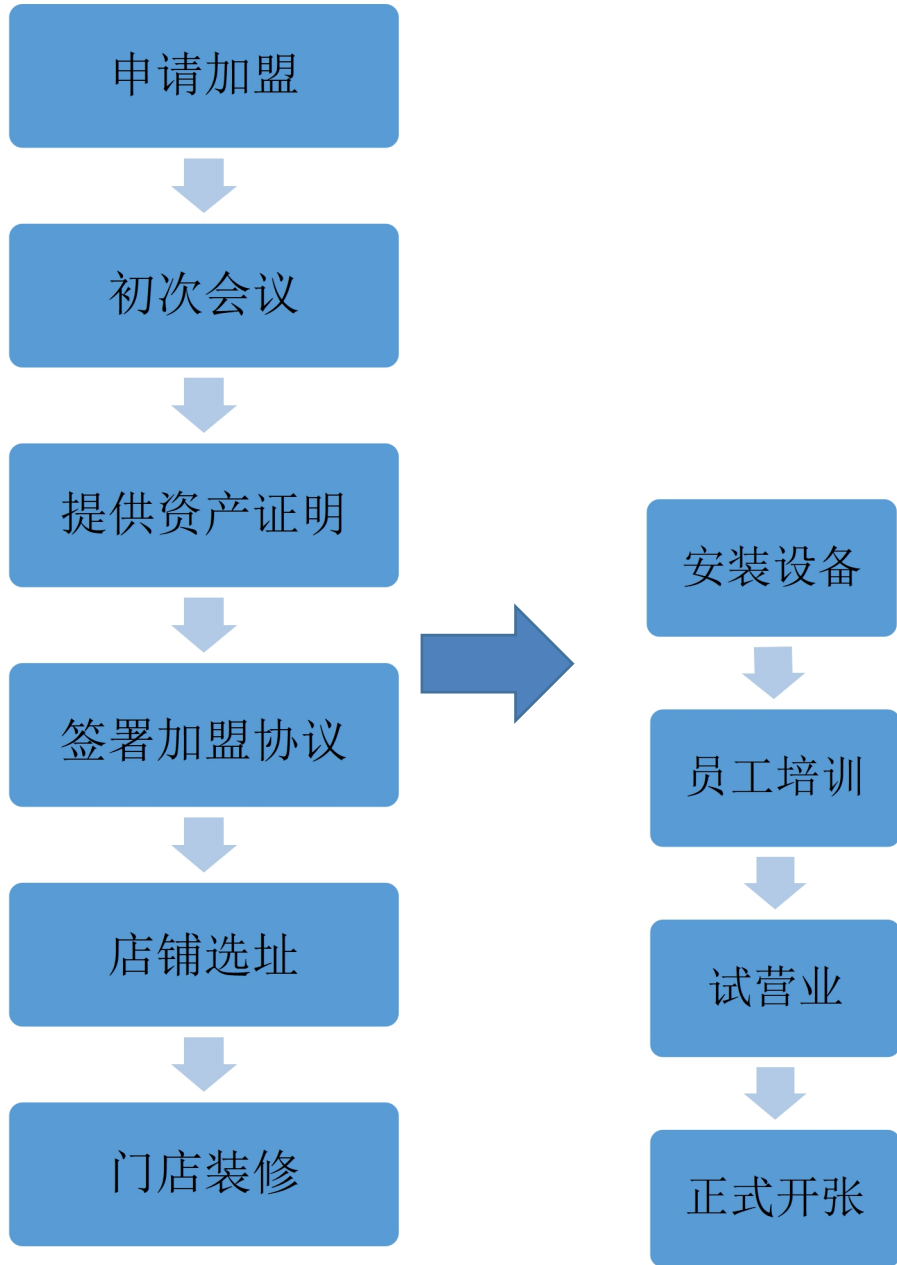 申请加盟
初次会议
提供资产证明
签署加盟协议
店铺选址
门店装修
安装设备
员工培训
试营业
正式开张